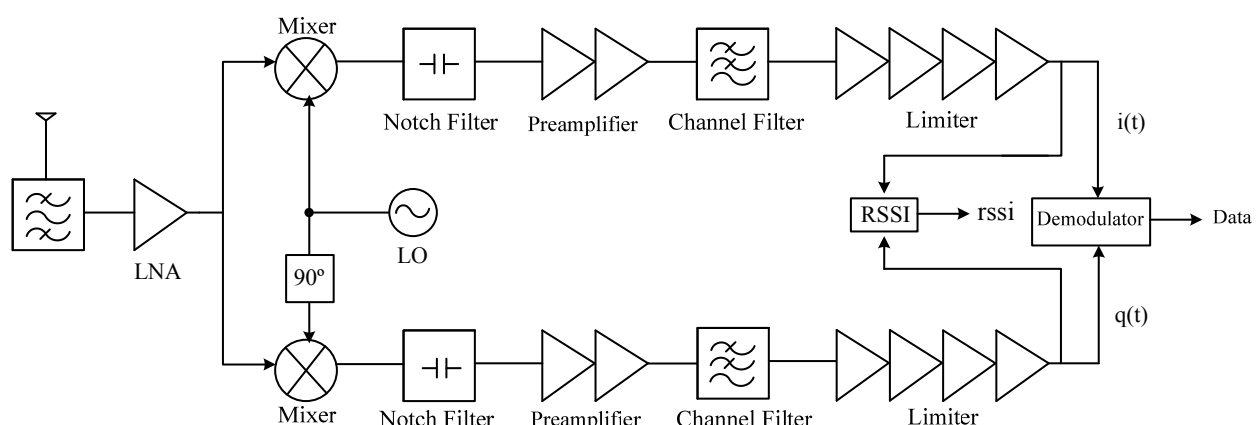 Mixer
Notch Filter
Preamplifier
Channel Filter
Limiter
i(t)
LNA
LO
90º
RSSI
rssi
Demodulator
Data
q(t)
Mixer
Notch Filter
Preamplifier
Channel Filter
Limiter